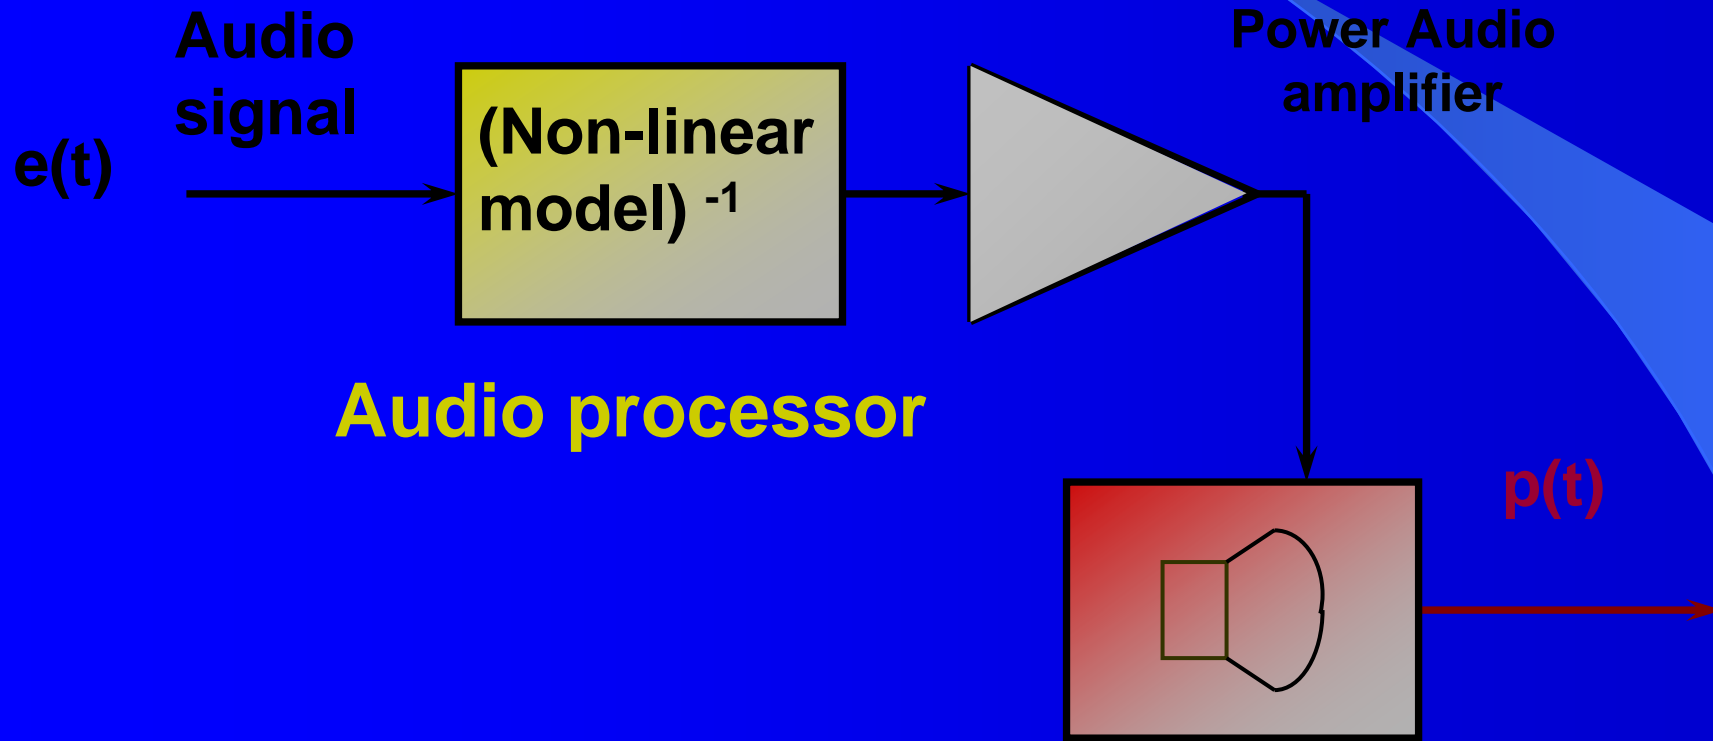 Audio
signal
e(t)
(Non-linear
model) -1
Power Audio
amplifier
Audio processor
p(t)